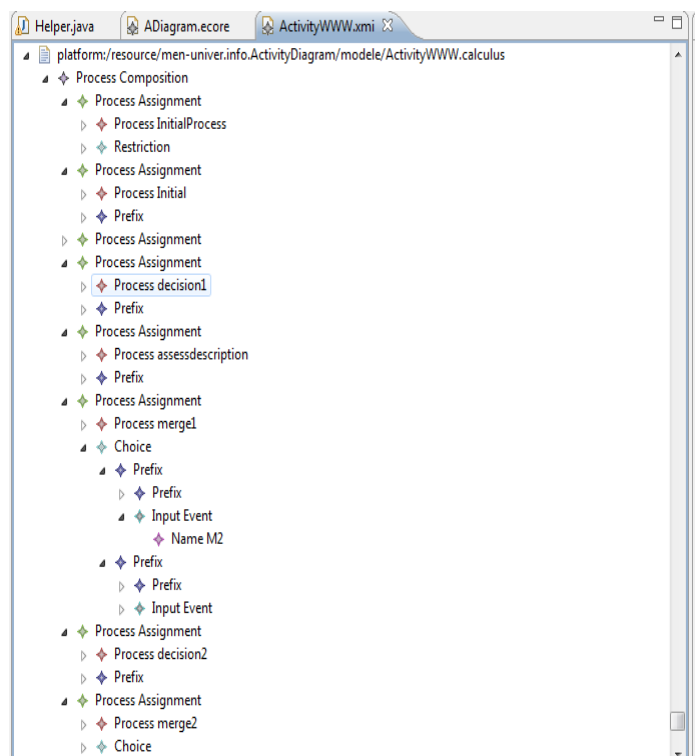 Helper.java ADiagram.ecore ActivityWWW.xmi
platform:/resource/men-univer.info.ActivityDiagram/modele/ActivityWWW.calculus
Process Composition
Process Assignment
Process InitialProcess
Restriction
Process Assignment
Process Initial
Prefix
Process Assignment
Process Assignment
Process decision1
Prefix
Process Assignment
Process assessdescription
Prefix
Process Assignment
Process merge1
Choice
Prefix
Prefix
Input Event
Name M2
Prefix
Prefix
Input Event
Process Assignment
Process decision2
Prefix
Process Assignment
Process merge2
Choice